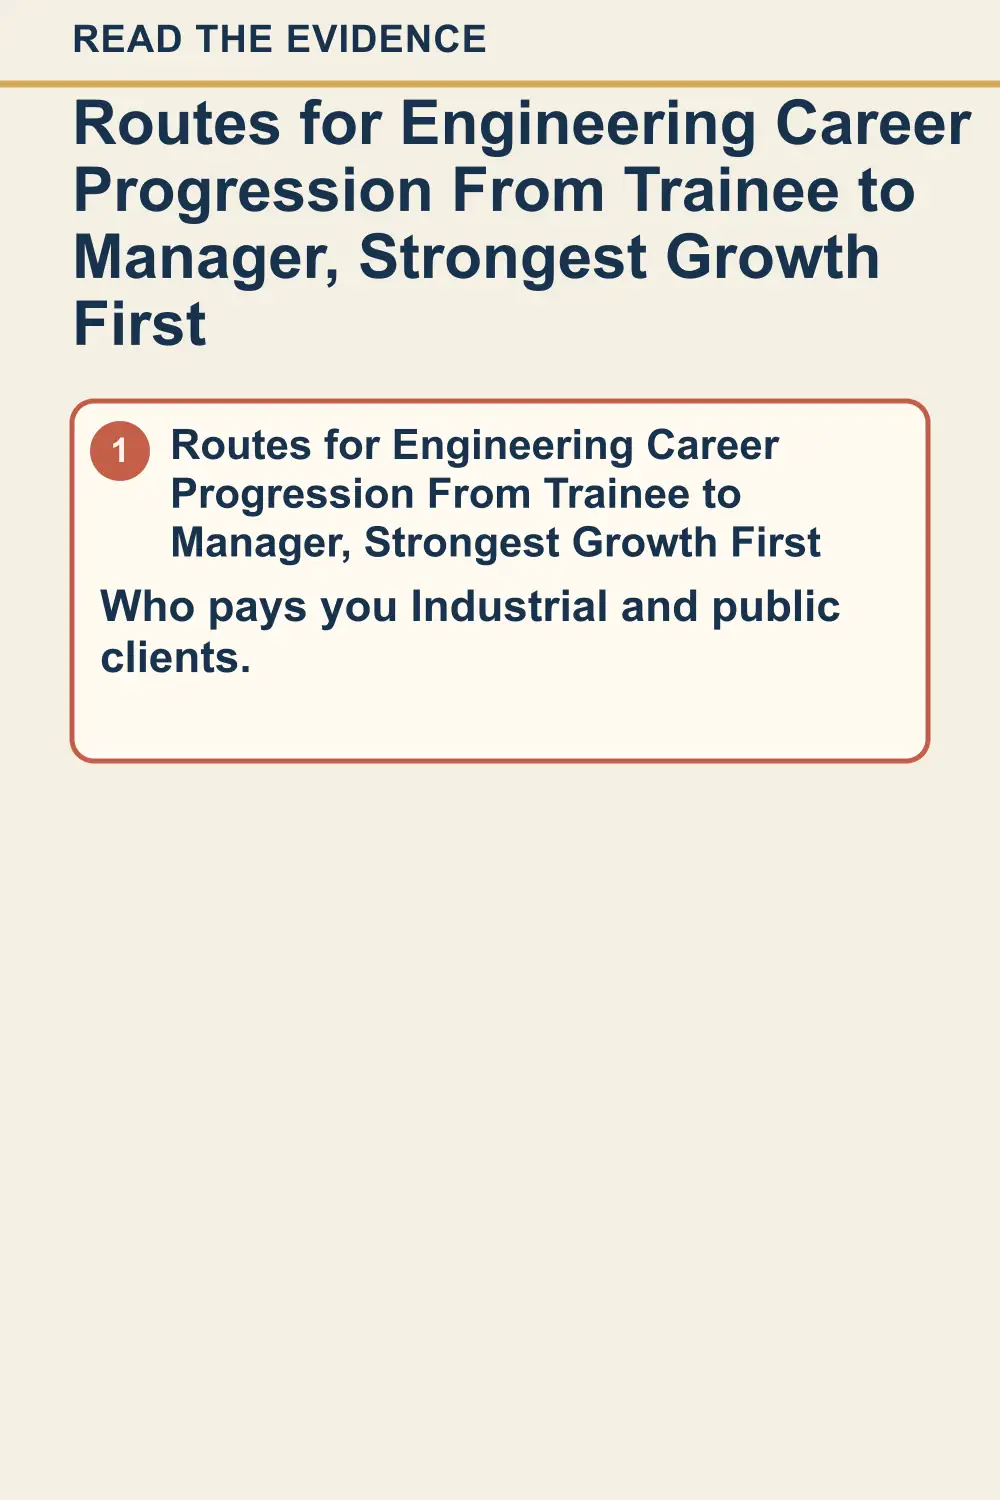 READ THE EVIDENCE
Routes for Engineering Career
Progression From Trainee to
Manager, Strongest Growth
First
1
Routes for Engineering Career
Progression From Trainee to
Manager, Strongest Growth First
Who pays you Industrial and public
clients.